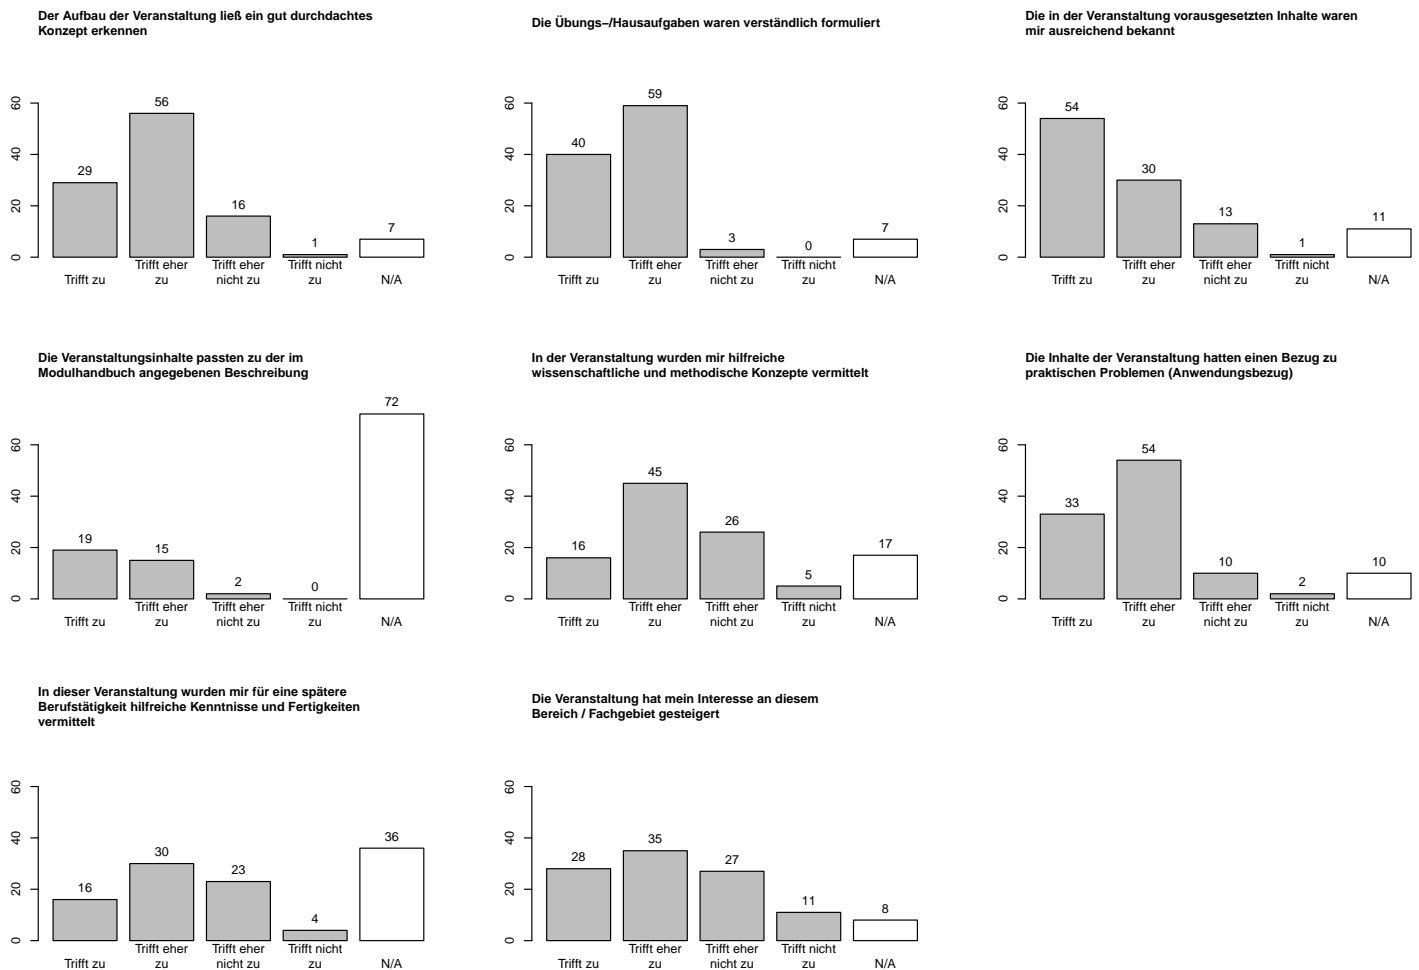 Der Aufbau der Veranstaltung ließ ein gut durchdachtes
Konzept erkennen
60
40
20
0
29
56
16
1
7
Trifft zu
Trifft eher
zu
Trifft eher
nicht zu
Trifft nicht
zu
N/A
Die Übungs–/Hausaufgaben waren verständlich formuliert
60
40
20
0
40
59
3
0
7
Trifft zu
Trifft eher
zu
Trifft eher
nicht zu
Trifft nicht
zu
N/A
Die in der Veranstaltung vorausgesetzten Inhalte waren
mir ausreichend bekannt
60
40
20
0
54
30
13
1
11
Trifft zu
Trifft eher
zu
Trifft eher
nicht zu
Trifft nicht
zu
N/A
Die Veranstaltungsinhalte passten zu der im
Modulhandbuch angegebenen Beschreibung
60
40
20
0
19
15
2
0
72
Trifft zu
Trifft eher
zu
Trifft eher
nicht zu
Trifft nicht
zu
N/A
In der Veranstaltung wurden mir hilfreiche
wissenschaftliche und methodische Konzepte vermittelt
60
40
20
0
16
45
26
5
17
Trifft zu
Trifft eher
zu
Trifft eher
nicht zu
Trifft nicht
zu
N/A
Die Inhalte der Veranstaltung hatten einen Bezug zu
praktischen Problemen (Anwendungsbezug)
60
40
20
0
33
54
10
2
10
Trifft zu
Trifft eher
zu
Trifft eher
nicht zu
Trifft nicht
zu
N/A
In dieser Veranstaltung wurden mir für eine spätere
Berufstätigkeit hilfreiche Kenntnisse und Fertigkeiten
vermittelt
60
40
20
0
16
30
23
4
36
Trifft zu
Trifft eher
zu
Trifft eher
nicht zu
Trifft nicht
zu
N/A
Die Veranstaltung hat mein Interesse an diesem
Bereich / Fachgebiet gesteigert
60
40
20
0
28
35
27
11
8
Trifft zu
Trifft eher
zu
Trifft eher
nicht zu
Trifft nicht
zu
N/A